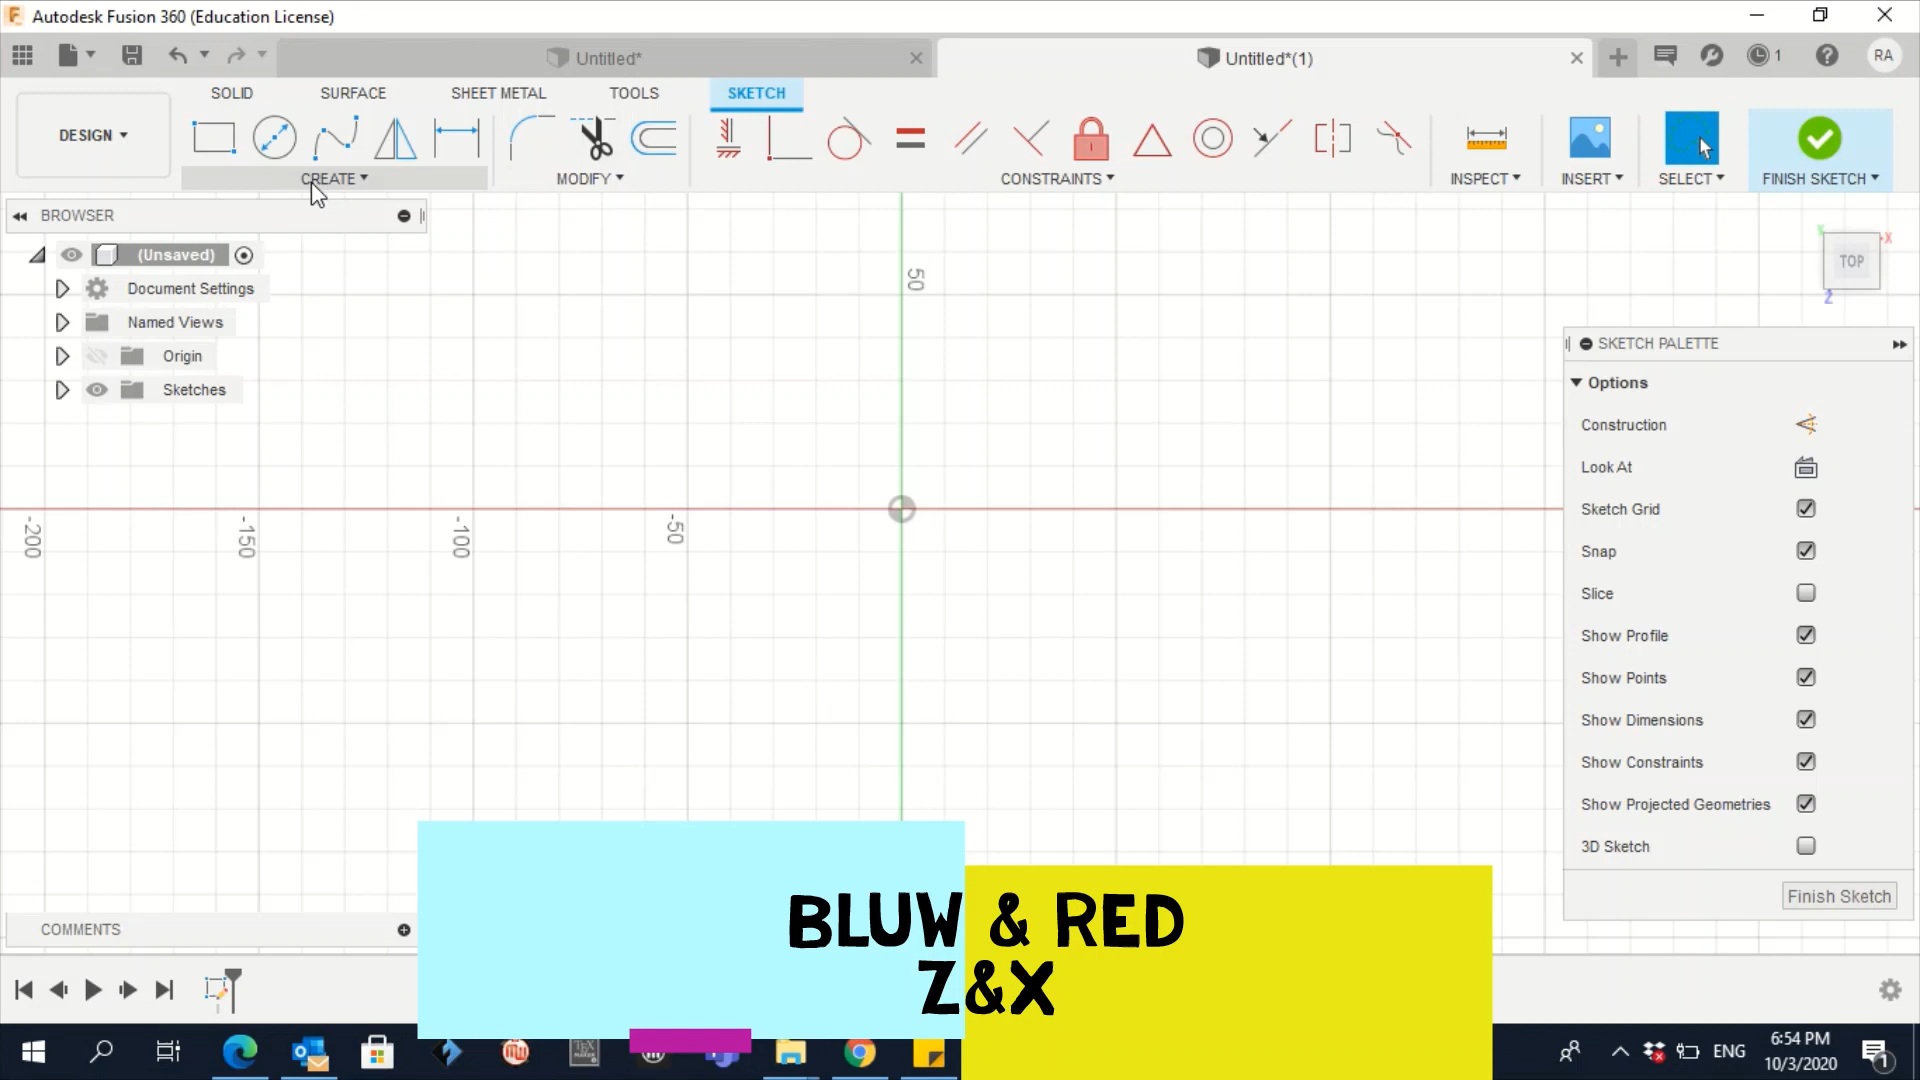 Autodesk Fusion 360 (Education License)
Untitled*
Untitled*(1)
1
RA
SOLID
SURFACE
SHEET METAL
TOOLS
SKETCH
DESIGN
CREATE
MODIFY
CONSTRAINTS
INSPECT
INSERT
SELECT
FINISH SKETCH
BROWSER
(Unsaved)
Document Settings
Named Views
Origin
Sketches
50
-200
-150
-100
-50
X
TOP
Z
SKETCH PALETTE
Options
Construction
Look At
Sketch Grid
Snap
Slice
Show Profile
Show Points
Show Dimensions
Show Constraints
Show Projected Geometries
3D Sketch
Finish Sketch
COMMENTS
BLUW & RED
Z&X
ENG
6:54 PM
10/3/2020
1